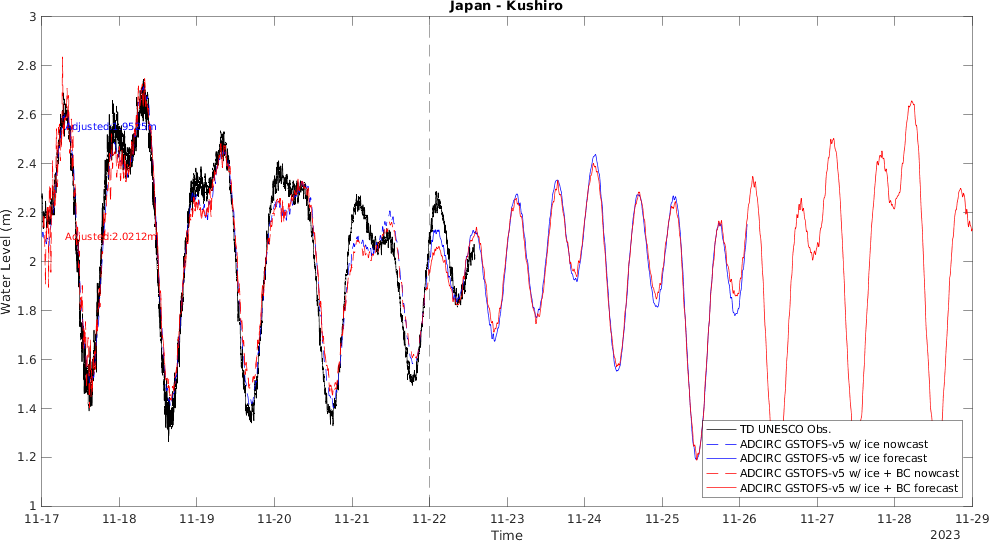 Japan - Kushiro
Water Level (m)
3
2.8
2.6
2.4
2.2
2
1.8
1.6
1.4
1.2
1
Adjusted:2.0212m
TD UNESCO Obs.
ADCIRC GSTOFS-v5 w/ ice nowcast
ADCIRC GSTOFS-v5 w/ ice forecast
ADCIRC GSTOFS-v5 w/ ice + BC nowcast
ADCIRC GSTOFS-v5 w/ ice + BC forecast
11-17 11-18 11-19 11-20 11-21 11-22 11-23 11-24 11-25 11-26 11-27 11-28 11-29
Time
2023